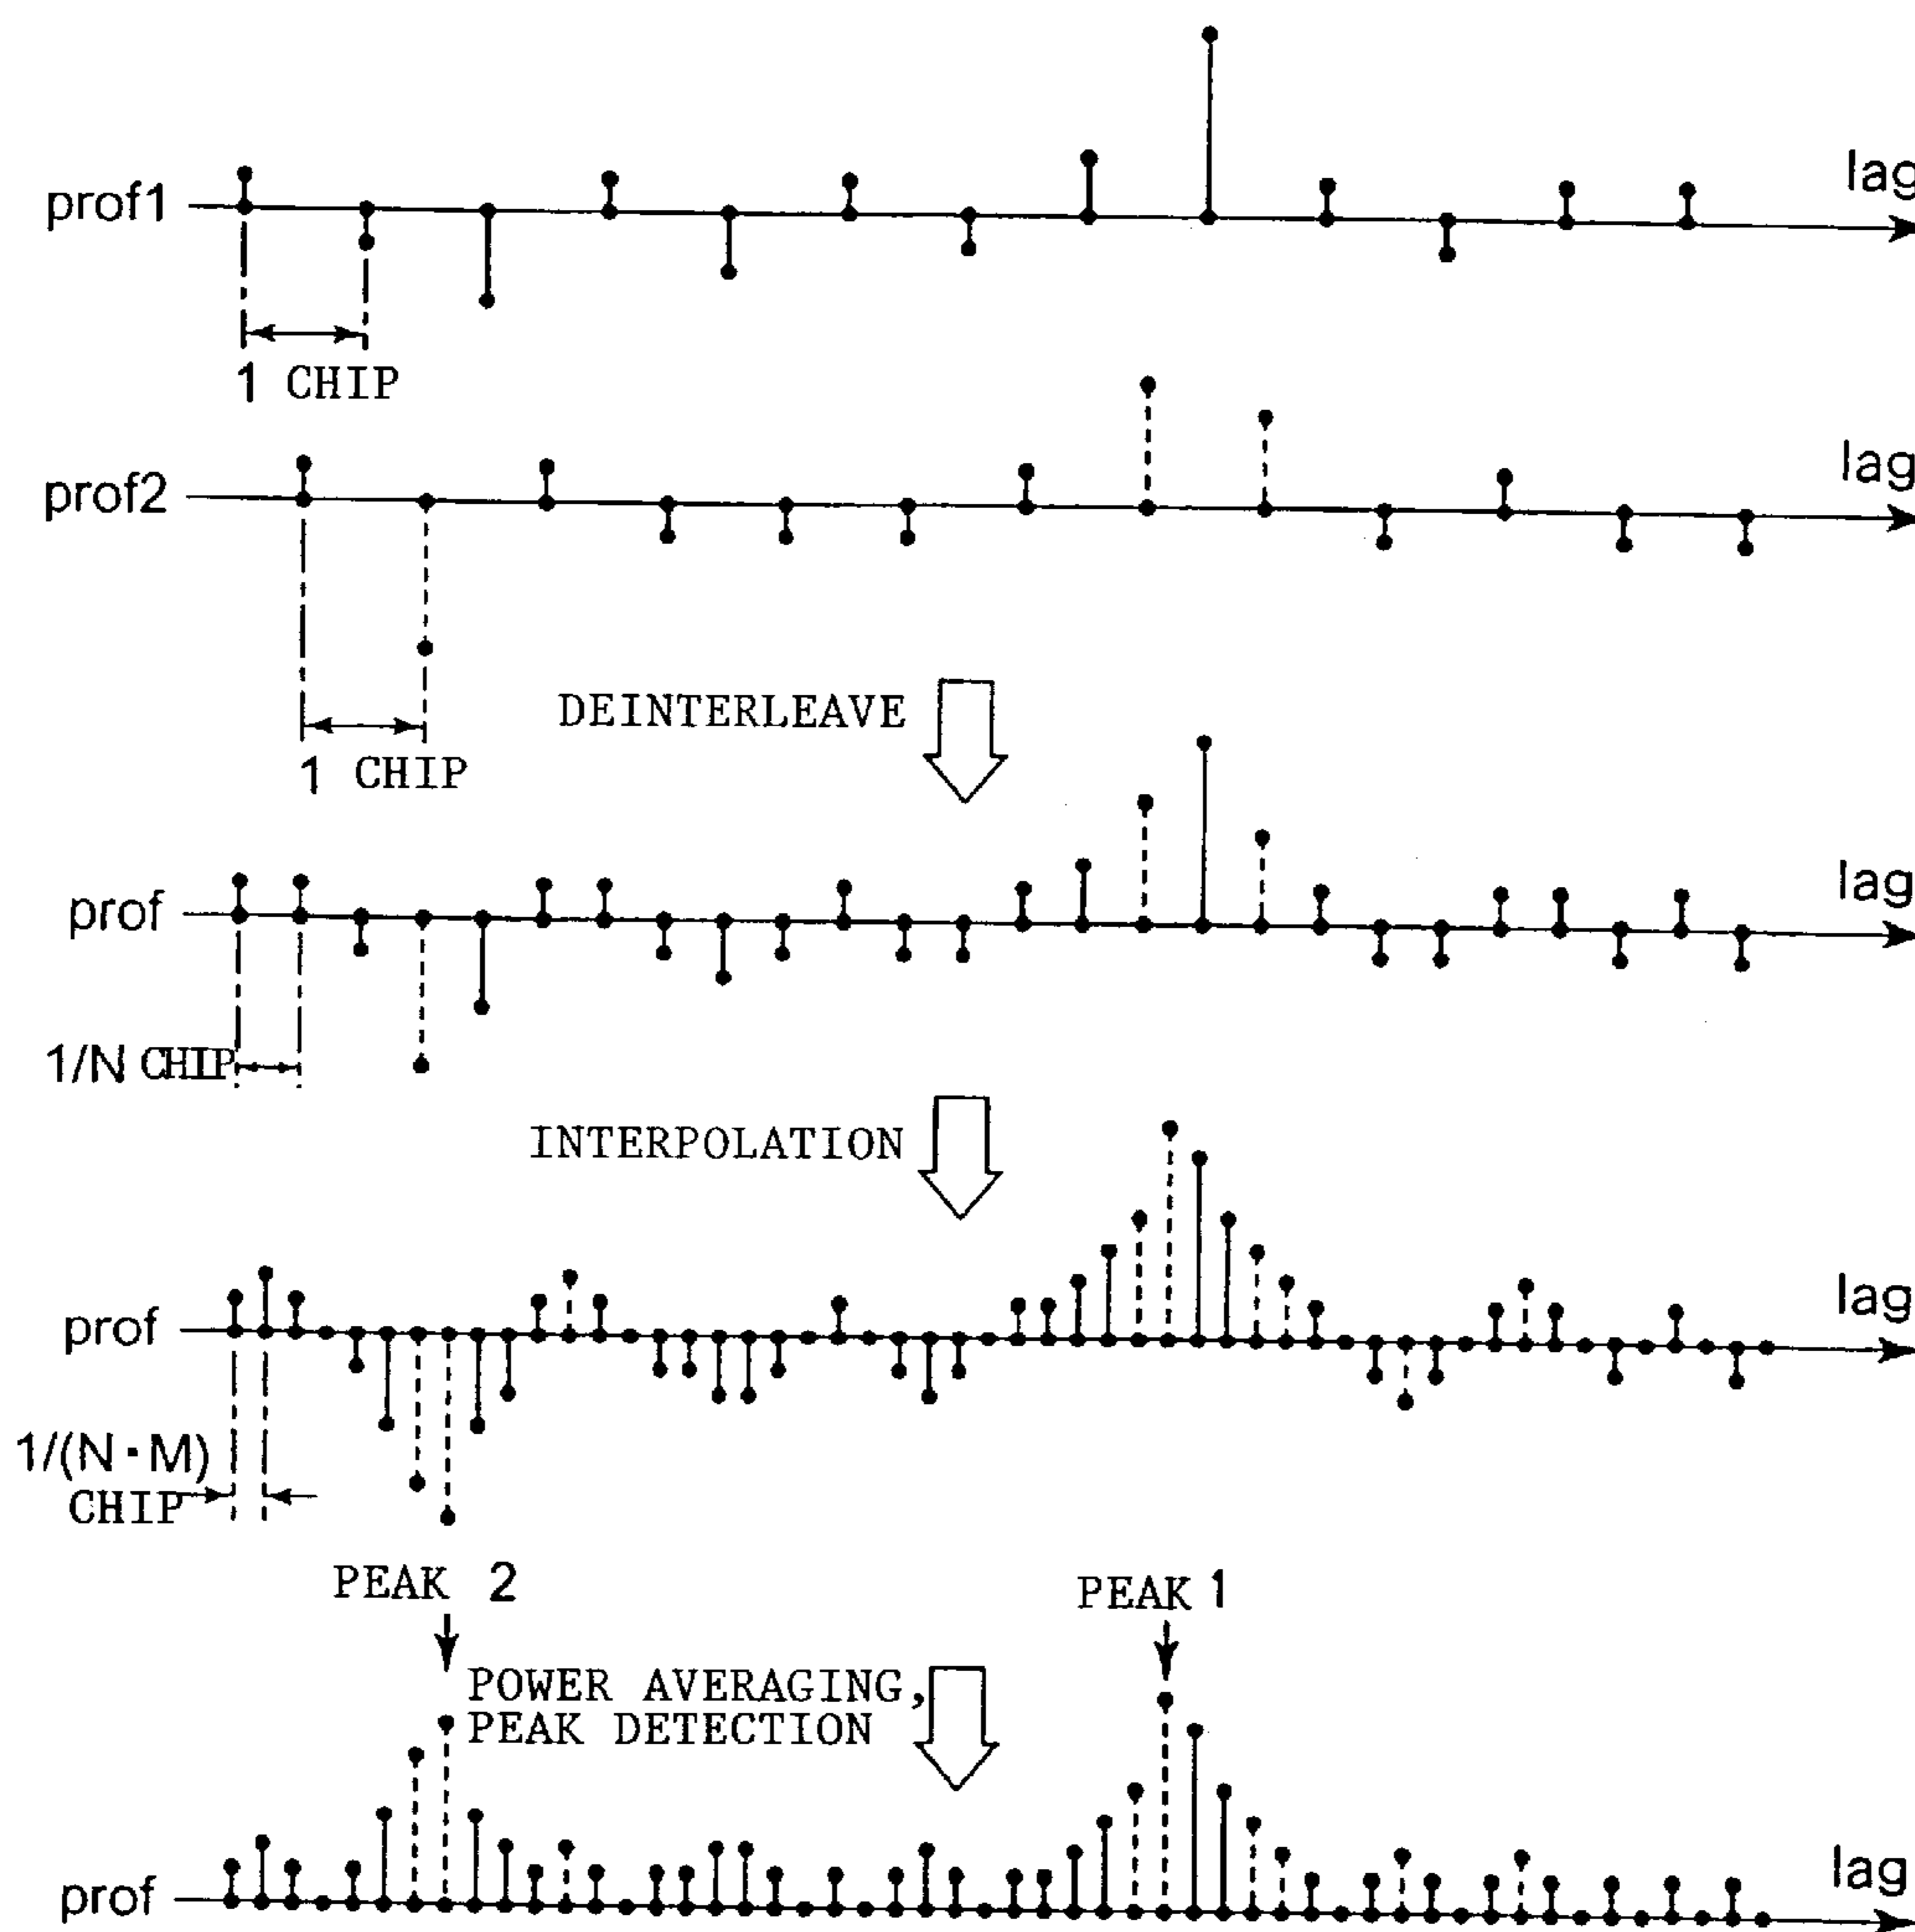 prof1
lag
1 CHIP
prof2
lag
1 CHIP
DEINTERLEAVE
prof
lag
1/N CHIP
INTERPOLATION
prof
lag
1/(N·M)
CHIP
PEAK 2
PEAK 1
POWER AVERAGING,
PEAK DETECTION
prof
lag